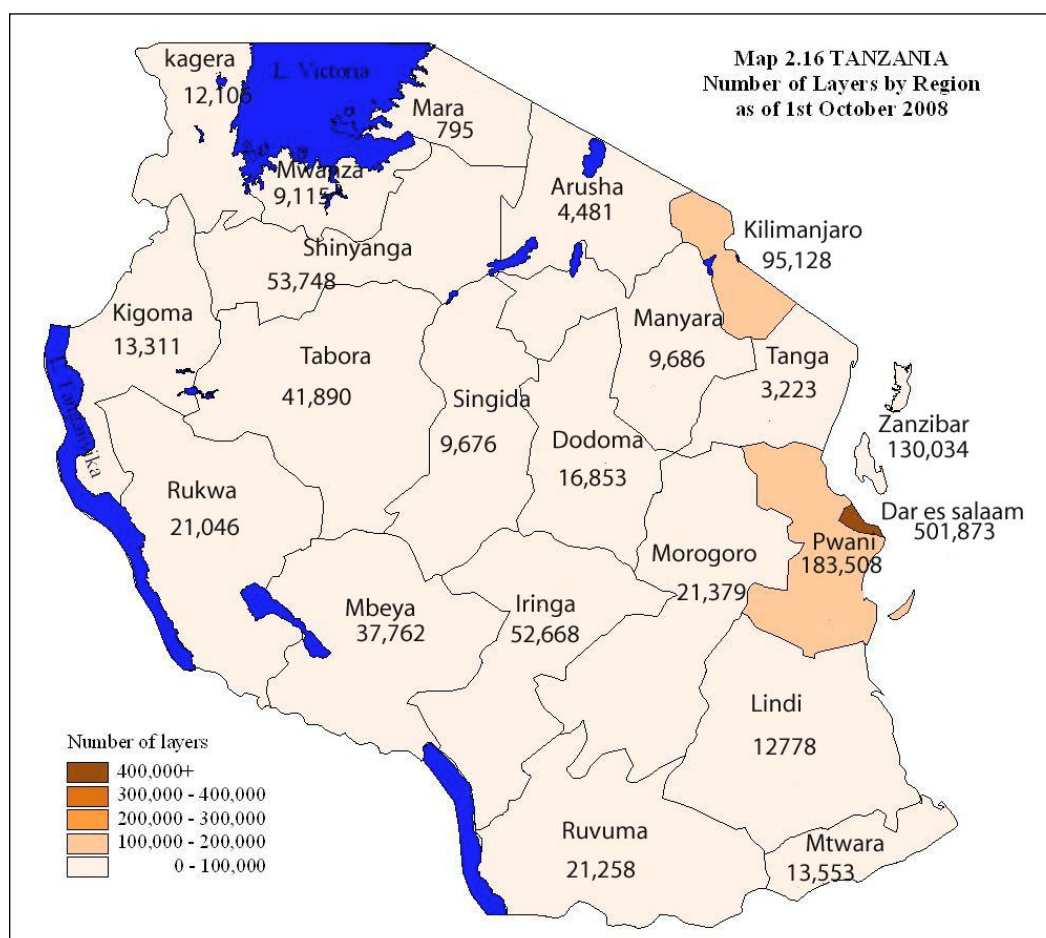 Map 2.16 TANZANIA
Number of Layers by Region
as of 1st October 2008
kagera
12,106
L. Victoria
Mara
795
Mwanza
9,115
Arusha
4,481
Kilimanjaro
95,128
Shinyanga
53,748
Kigoma
13,311
Tabora
41,890
Singida
9,676
Manyara
9,686
Tanga
3,223
Dodoma
16,853
Zanzibar
130,034
L. Tanganyika
Rukwa
21,046
Dar es salaam
501,873
Pwani
183,508
Morogoro
21,379
Mbeya
37,762
Iringa
52,668
Lindi
12778
Ruvuma
21,258
Mtwara
13,553
Number of layers
400,000+
300,000 - 400,000
200,000 - 300,000
100,000 - 200,000
0 - 100,000